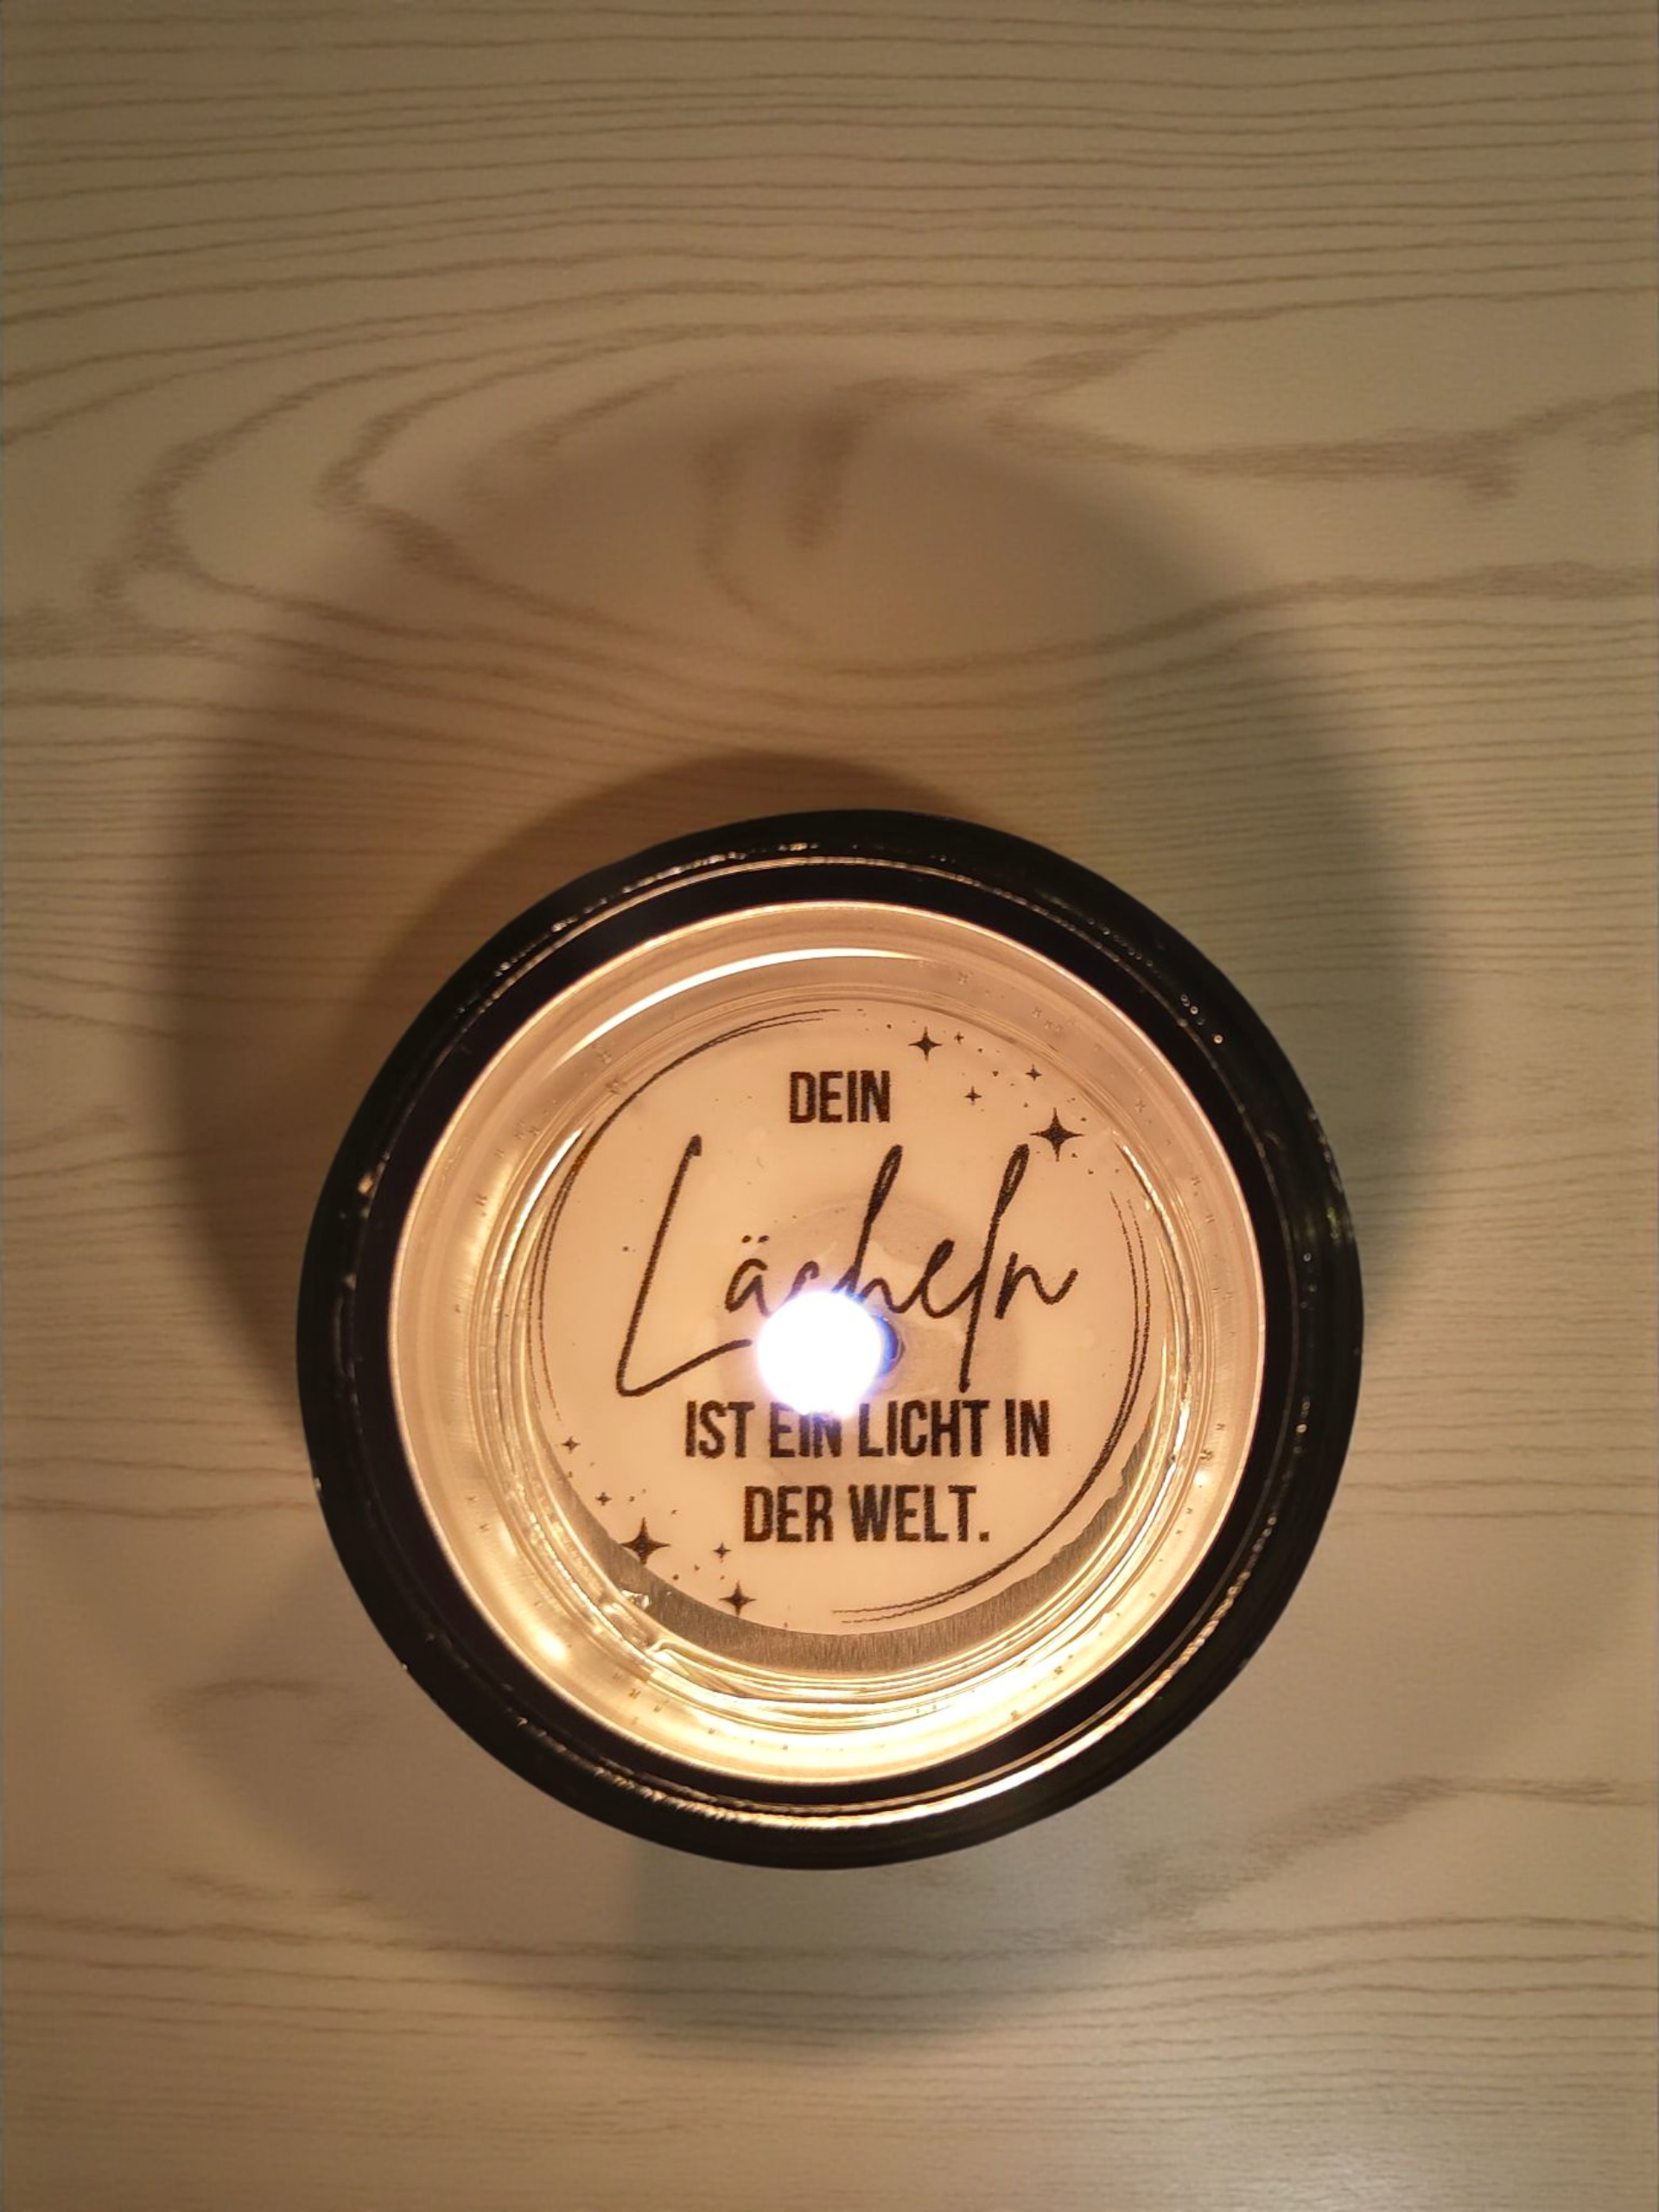 DEIN
Lächeln
IST EIN LICHT IN
DER WELT.